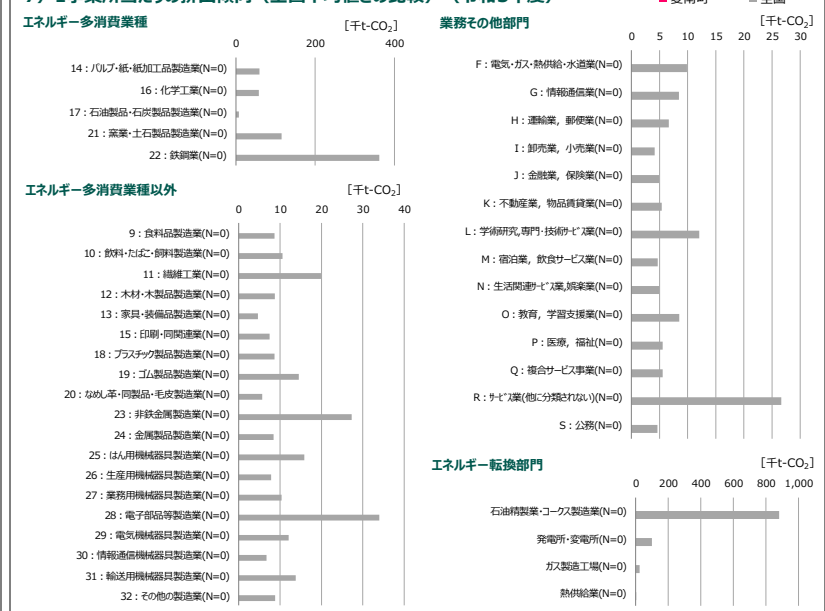 エネルギー多消費業種
[千t-CO₂]
0 200 400
14：パルプ・紙・紙加工品製造業(N=0)
16：化学工業(N=0)
17：石油製品・石炭製品製造業(N=0)
21：窯業・土石製品製造業(N=0)
22：鉄鋼業(N=0)
エネルギー多消費業種以外
[千t-CO₂]
0 10 20 30 40
9：食料品製造業(N=0)
10：飲料・たばこ・飼料製造業(N=0)
11：繊維工業(N=0)
12：木材・木製品製造業(N=0)
13：家具・装備品製造業(N=0)
15：印刷・同関連業(N=0)
18：プラスチック製品製造業(N=0)
19：ゴム製品製造業(N=0)
20：なめし革・同製品・毛皮製造業(N=0)
23：非鉄金属製造業(N=0)
24：金属製品製造業(N=0)
25：はん用機械器具製造業(N=0)
26：生産用機械器具製造業(N=0)
27：業務用機械器具製造業(N=0)
28：電子部品等製造業(N=0)
29：電気機械器具製造業(N=0)
30：情報通信機械器具製造業(N=0)
31：輸送用機械器具製造業(N=0)
32：その他の製造業(N=0)
業務その他部門
[千t-CO₂]
0 5 10 15 20 25 30
F：電気・ガス・熱供給・水道業(N=0)
G：情報通信業(N=0)
H：運輸業，郵便業(N=0)
I：卸売業，小売業(N=0)
J：金融業，保険業(N=0)
K：不動産業，物品賃貸業(N=0)
L：学術研究,専門・技術ｻｰﾋﾞｽ業(N=0)
M：宿泊業，飲食サービス業(N=0)
N：生活関連ｻｰﾋﾞｽ業,娯楽業(N=0)
O：教育，学習支援業(N=0)
P：医療，福祉(N=0)
Q：複合サービス事業(N=0)
R：ｻｰﾋﾞｽ業(他に分類されない)(N=0)
S：公務(N=0)
エネルギー転換部門
[千t-CO₂]
0 200 400 600 800 1,000
石油精製業・コークス製造業(N=0)
発電所・変電所(N=0)
ガス製造工場(N=0)
熱供給業(N=0)